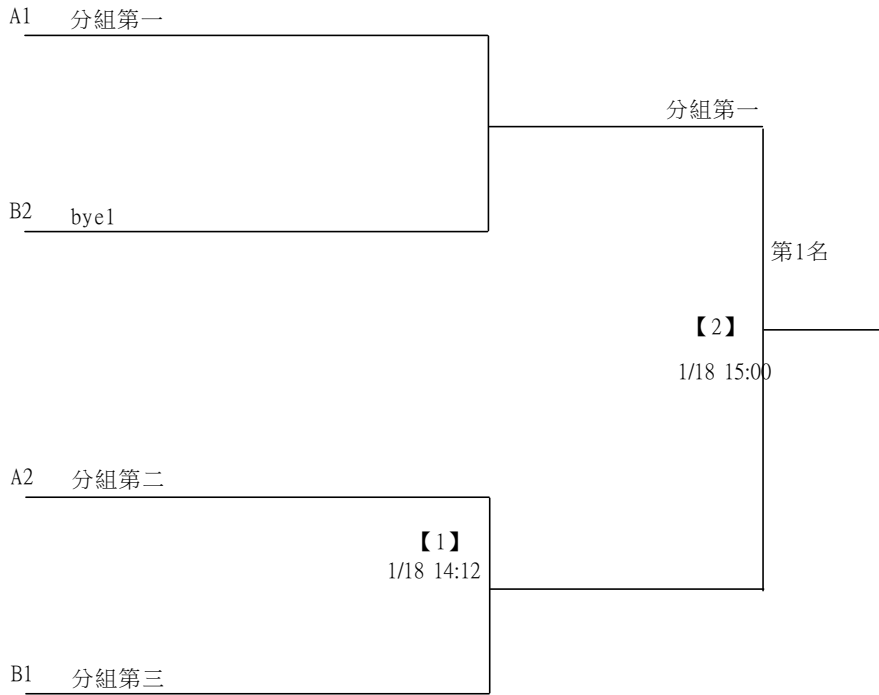 A1 分組第一
分組第一
B2 bye1
第1名
【2】
1/18 15:00
A2 分組第二
【1】
1/18 14:12
B1 分組第三